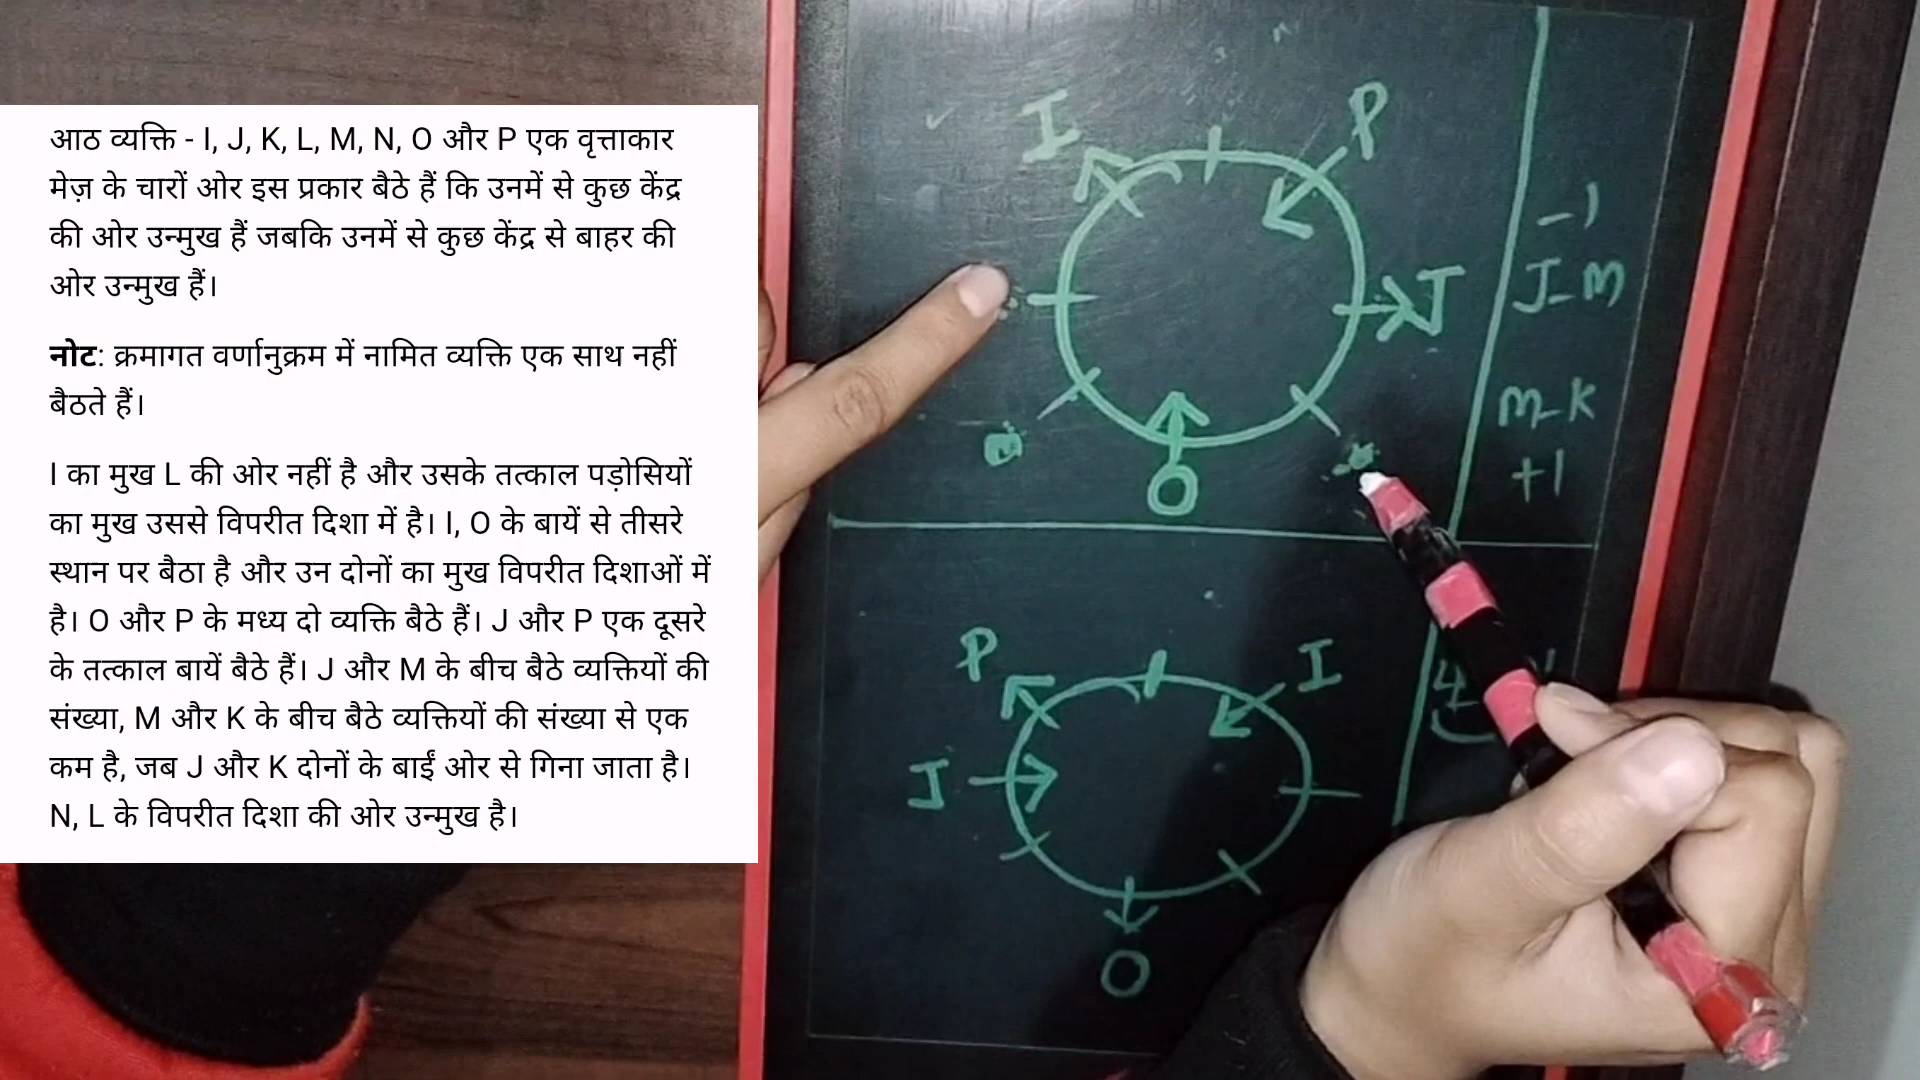 आठ व्यक्ति - I, J, K, L, M, N, O और P एक वृत्ताकार
मेज़ के चारों ओर इस प्रकार बैठे हैं कि उनमें से कुछ केंद्र
की ओर उन्मुख हैं जबकि उनमें से कुछ केंद्र से बाहर की
ओर उन्मुख हैं।
नोट: क्रमागत वर्णानुक्रम में नामित व्यक्ति एक साथ नहीं
बैठते हैं।
I का मुख L की ओर नहीं है और उसके तत्काल पड़ोसियों
का मुख उससे विपरीत दिशा में है। I, O के बायें से तीसरे
स्थान पर बैठा है और उन दोनों का मुख विपरीत दिशाओं में
है। O और P के मध्य दो व्यक्ति बैठे हैं। J और P एक दूसरे
के तत्काल बायें बैठे हैं। J और M के बीच बैठे व्यक्तियों की
संख्या, M और K के बीच बैठे व्यक्तियों की संख्या से एक
कम है, जब J और K दोनों के बाईं ओर से गिना जाता है।
N, L के विपरीत दिशा की ओर उन्मुख है।
I
P
J
O
-1
J-M
M-K
+1
P
I
J
O